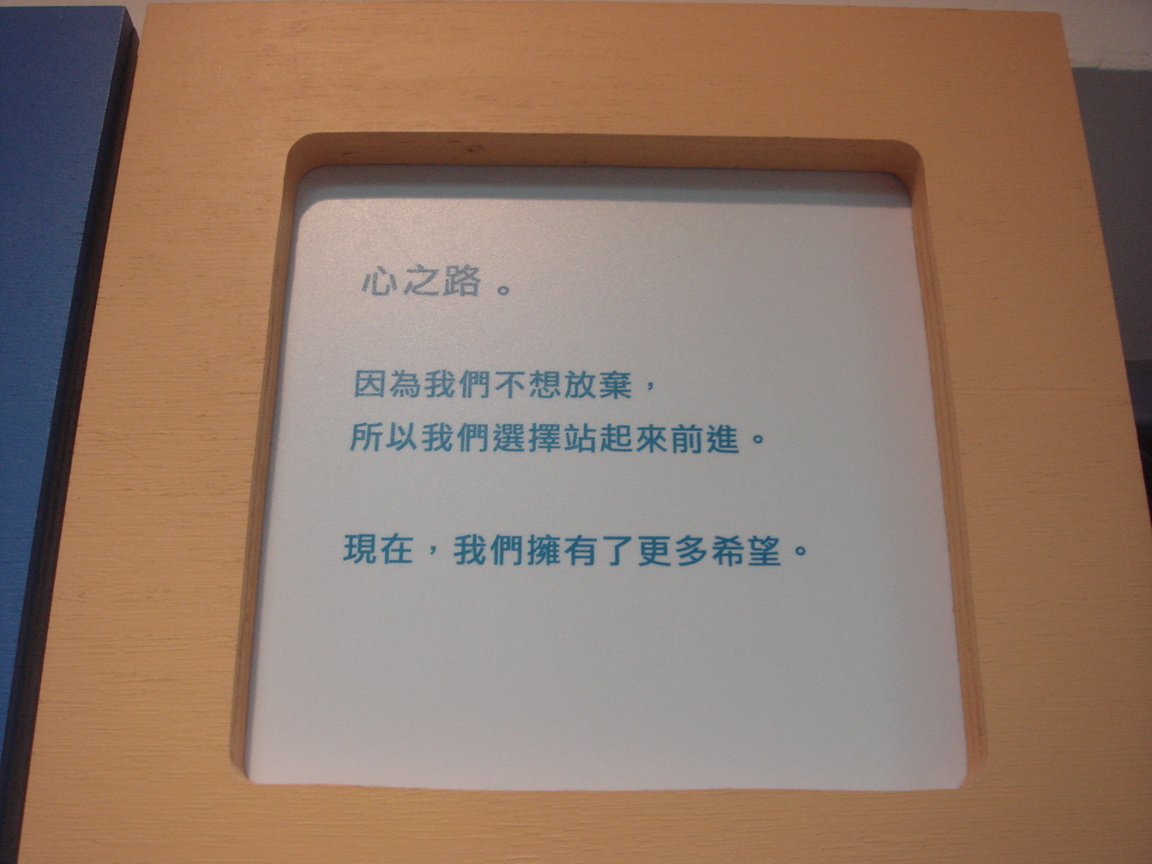 心之路。
因為我們不想放棄，
所以我們選擇站起來前進。
現在，我們擁有了更多希望。